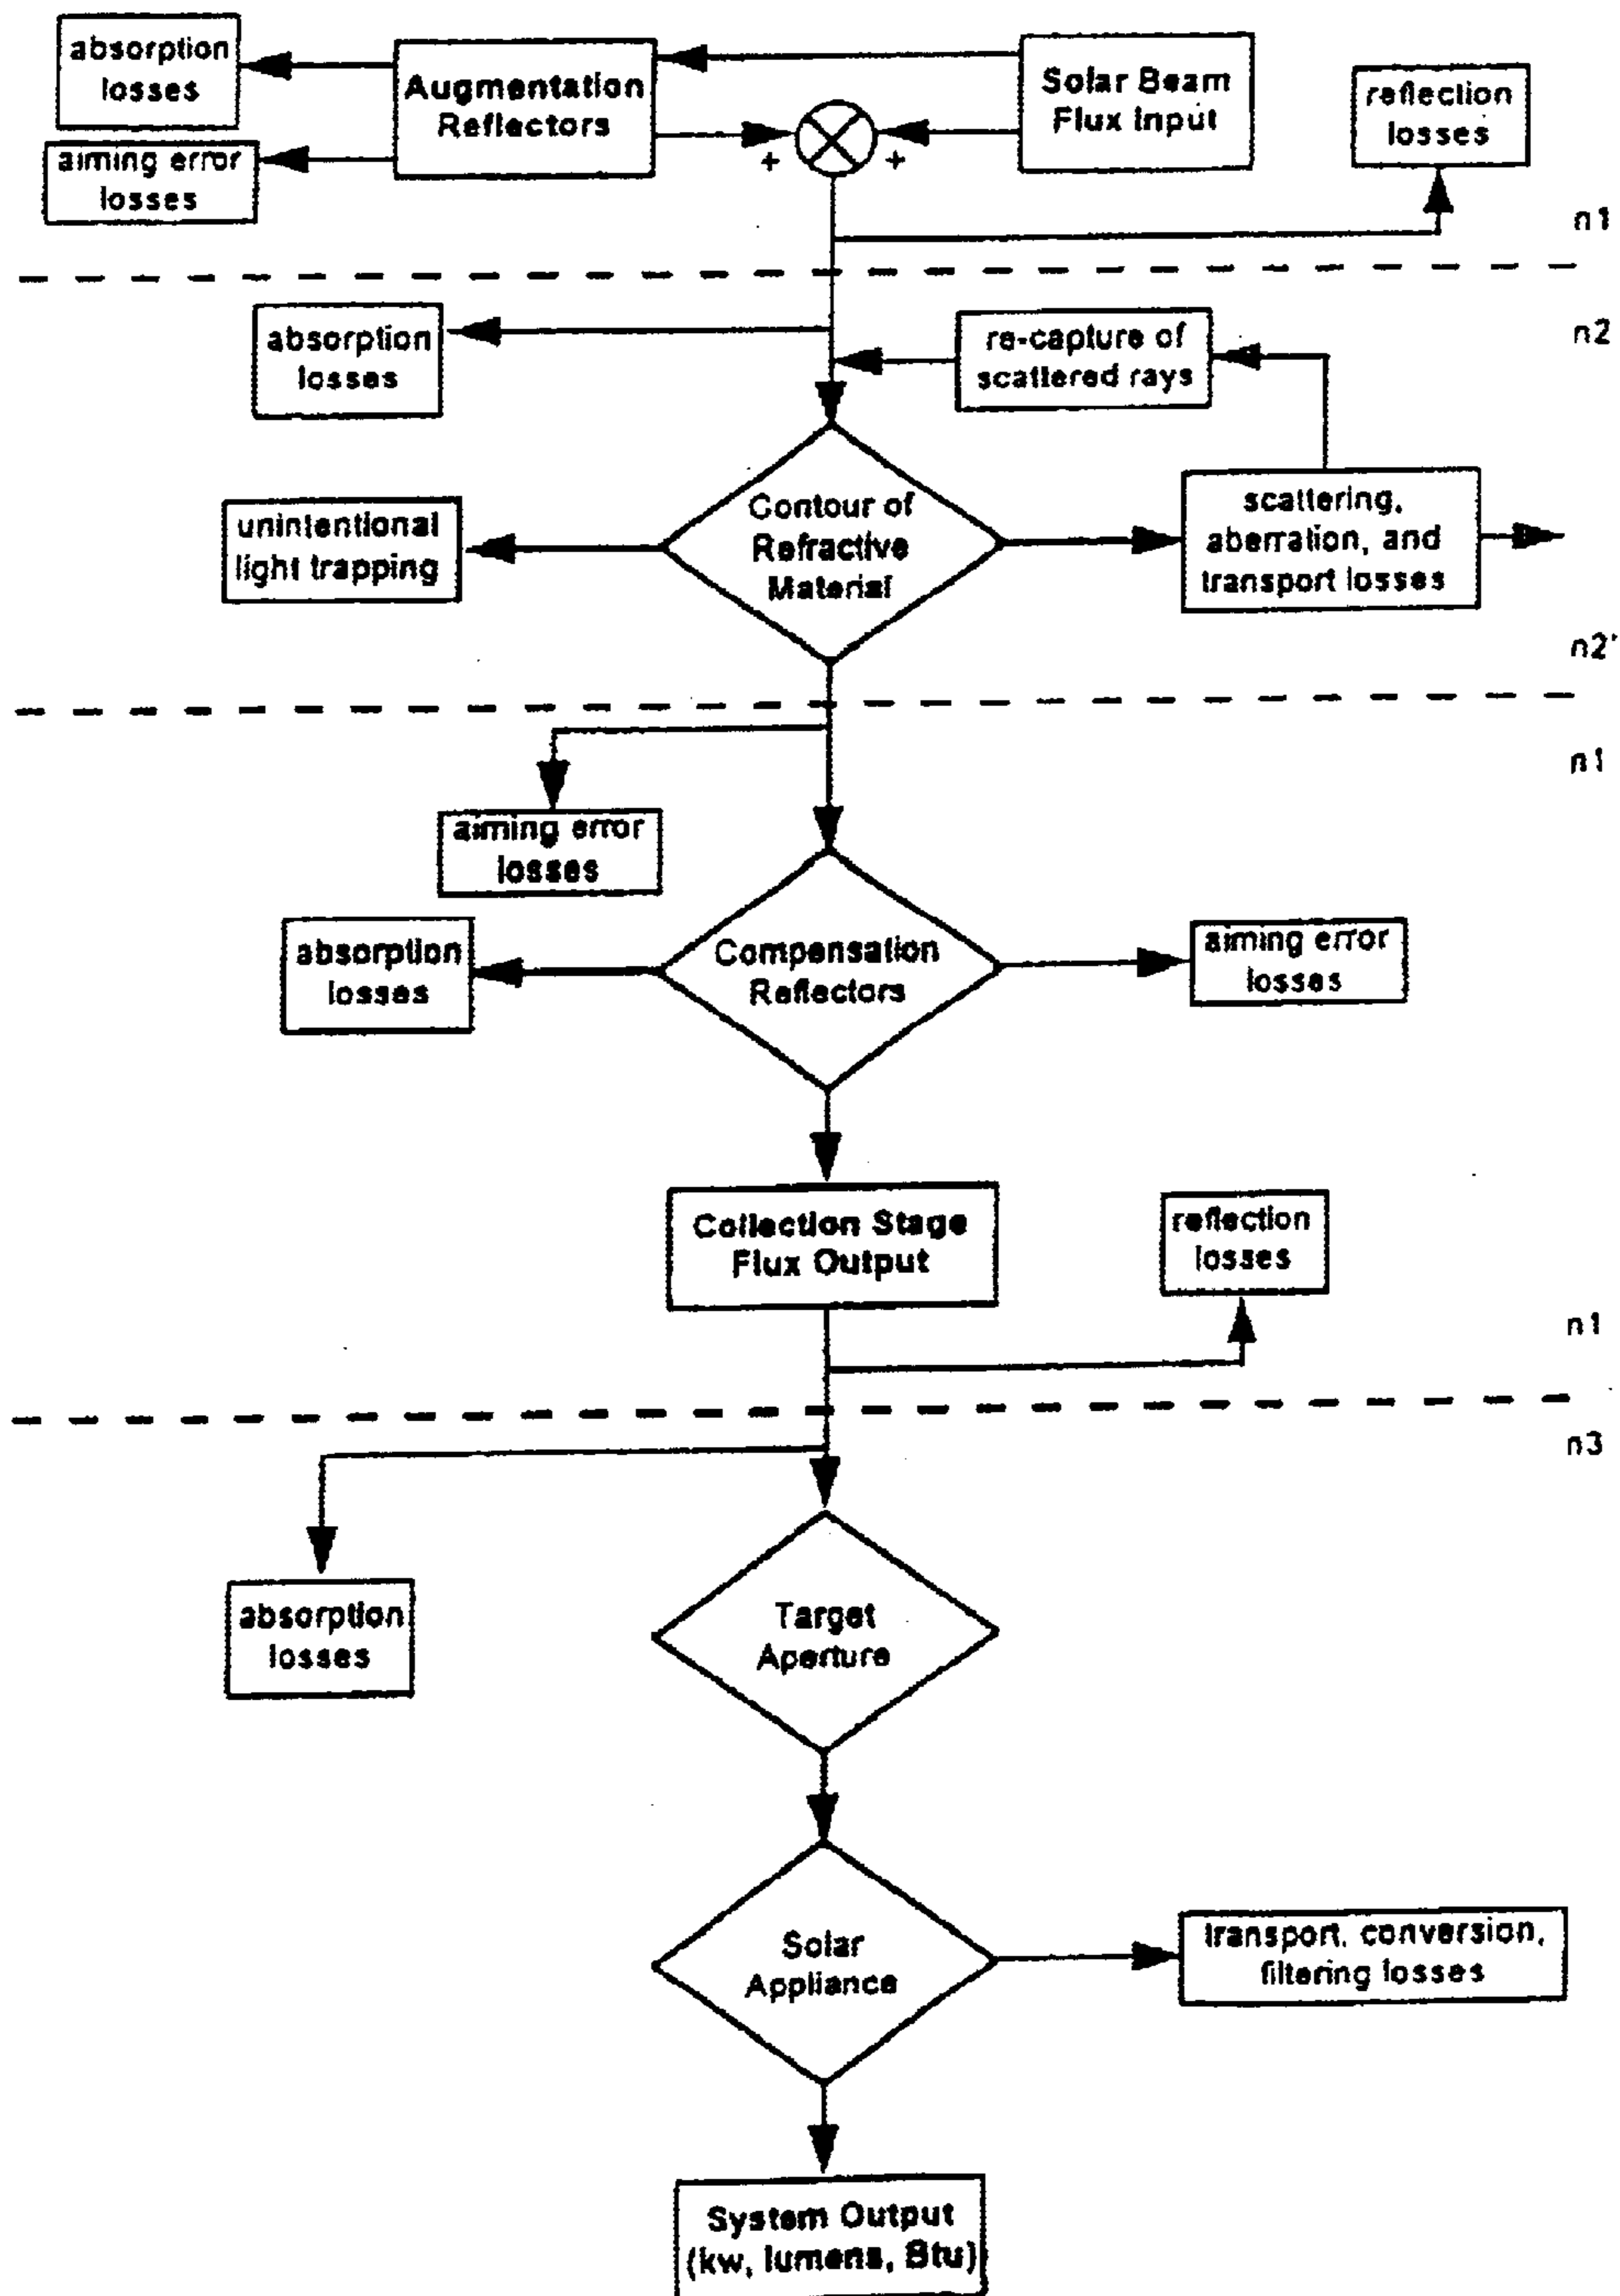 absorption
losses
Augmentation
Reflectors
Solar Beam
Flux Input
reflection
losses
aiming error
losses
+
+
n1
absorption
losses
re-capture of
scattered rays
n2
unintentional
light trapping
Contour of
Refractive
Material
scattering,
aberration, and
transport losses
n2'
n1
aiming error
losses
absorption
losses
Compensation
Reflectors
aiming error
losses
Collection Stage
Flux Output
reflection
losses
n1
n3
absorption
losses
Target
Aperture
Solar
Appliance
transport, conversion,
filtering losses
System Output
(kw, lumens, Btu)